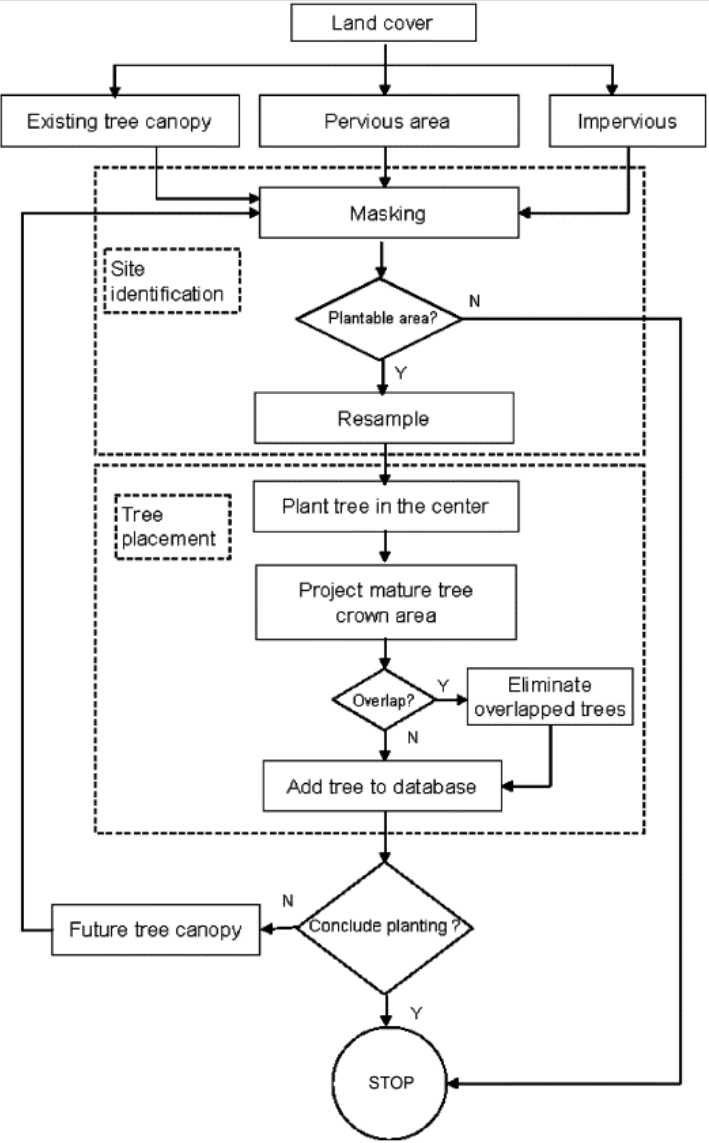 Land cover
Existing tree canopy
Pervious area
Impervious
Masking
Site
identification
Plantable area?
N
Y
Resample
Plant tree in the center
Tree
placement
Project mature tree
crown area
Overlap?
Y
Eliminate
overlapped trees
N
Add tree to database
Conclude planting ?
N
Future tree canopy
Y
STOP